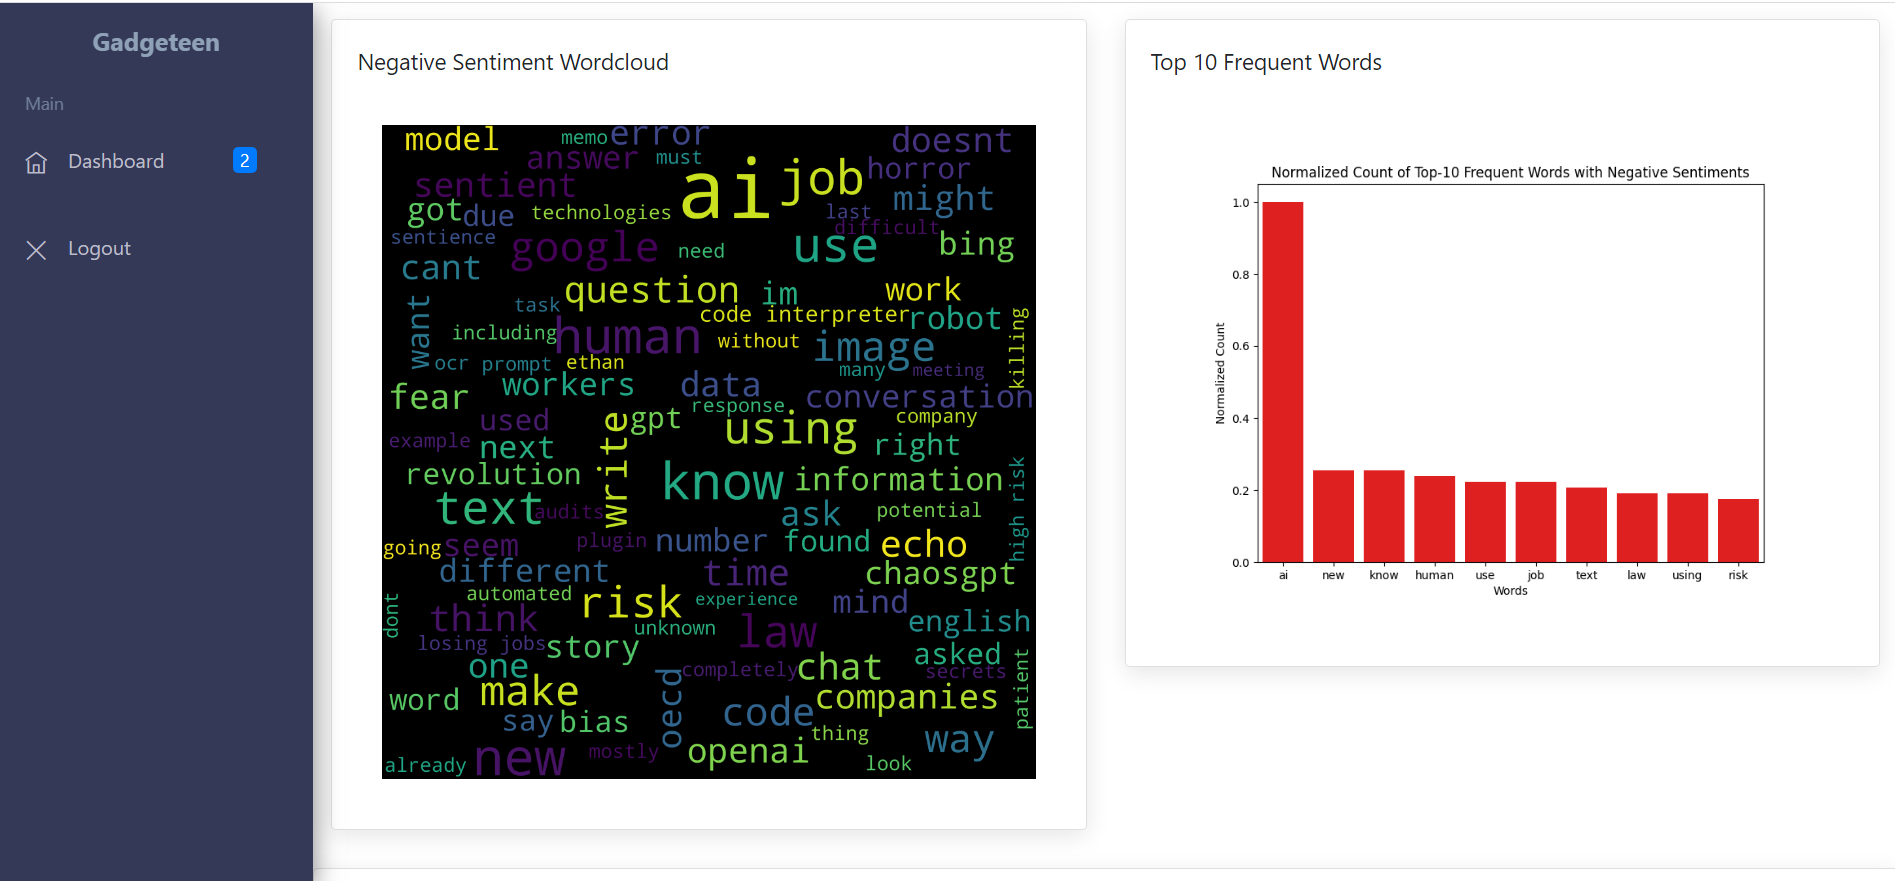 Gadgeteen
Main
Dashboard 2
Logout
Negative Sentiment Wordcloud
model
memo
error
doesnt
answer
must
ai
job
horror
sentient
might
got
due
technologies
last
difficult
sentience
google
need
use
bing
cant
question
im
work
want
task
code interpreter
robot
including
human
without
image
killing
ocr
prompt
ethan
many
meeting
workers
data
fear
response
conversation
used
write
gpt
using
company
example
next
right
revolution
know
information
high risk
text
audits
ask
potential
going
seem
plugin
number
found
echo
different
time
chaosgpt
dont
automated
risk
experience
mind
think
unknown
law
english
losing jobs
story
asked
one
oecd
completely
chat
secrets
patient
word
make
companies
say
bias
code
thing
way
new
mostly
openai
already
look
Top 10 Frequent Words
Normalized Count of Top-10 Frequent Words with Negative Sentiments
1.0
0.8
0.6
0.4
0.2
0.0
Normalized Count
ai new know human use job text law using risk
Words